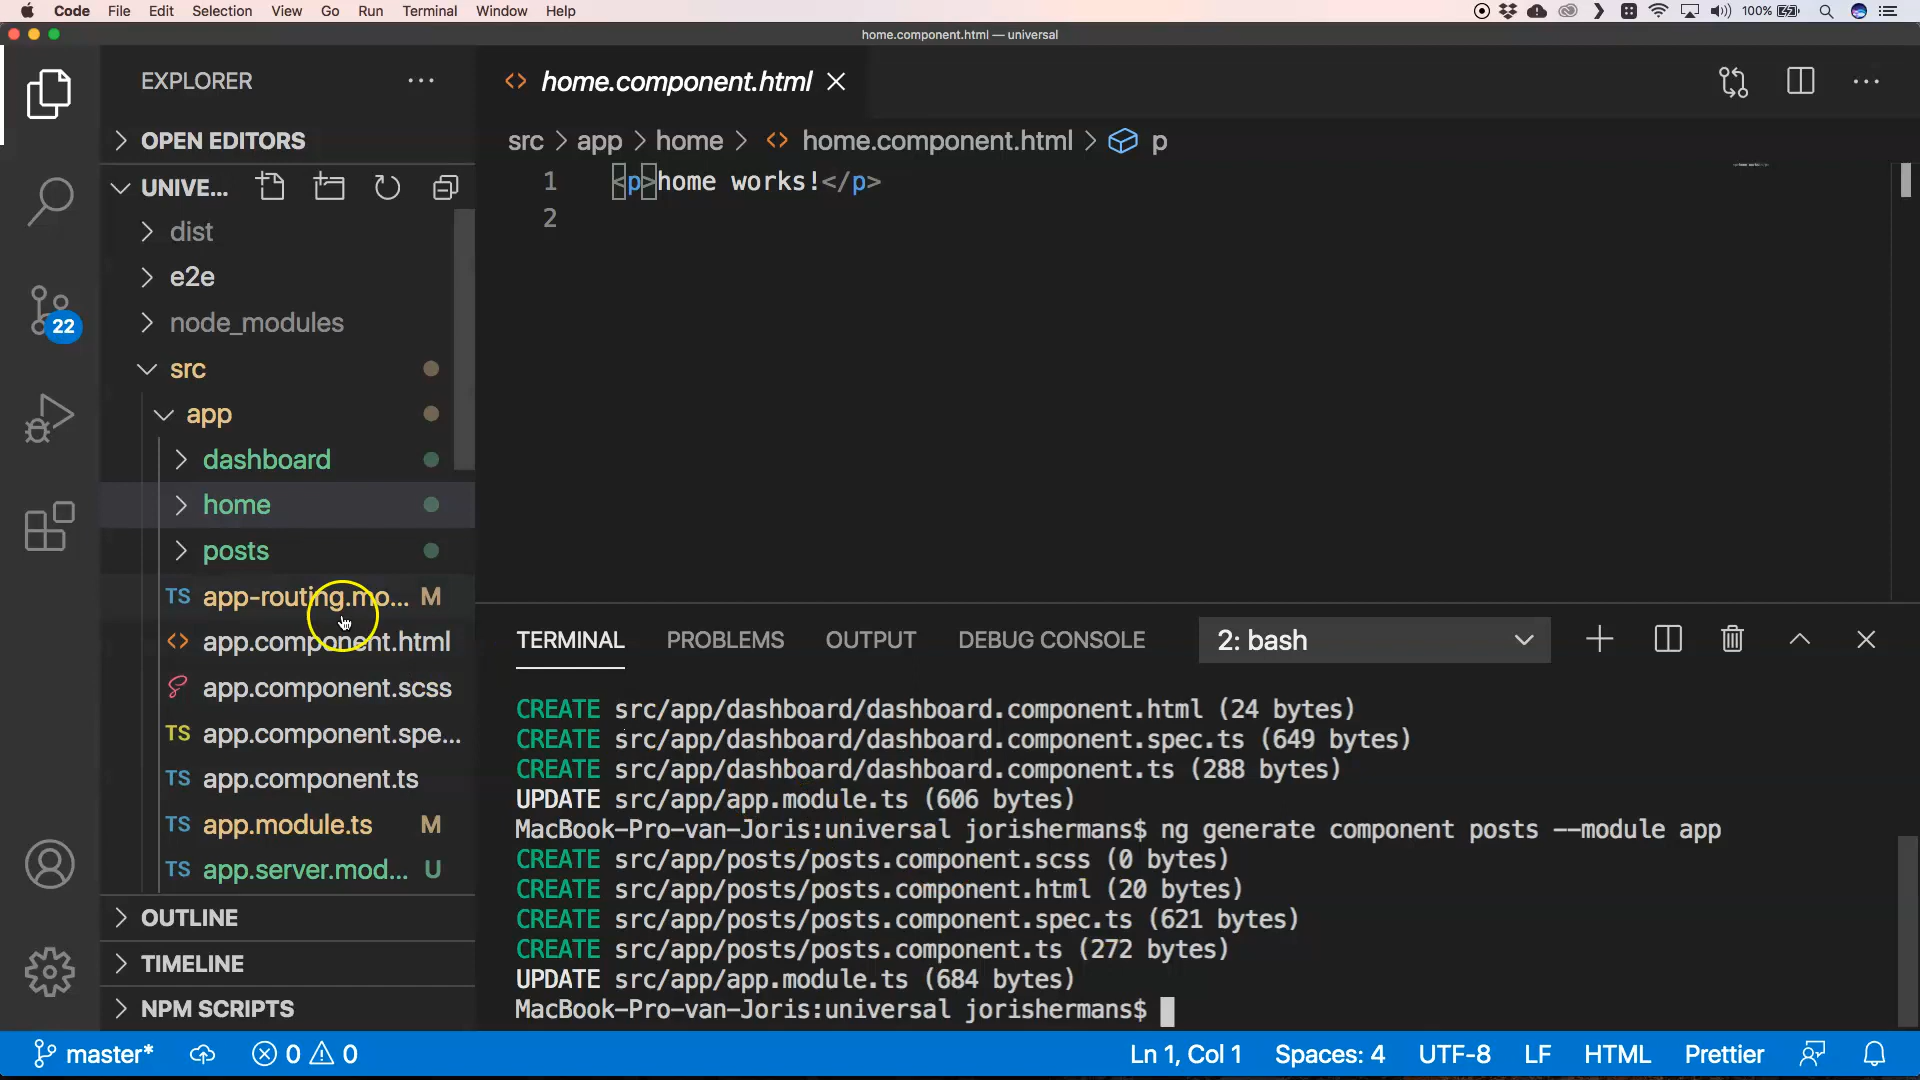 Code File Edit Selection View Go Run Terminal Window Help 100%
home.component.html — universal
EXPLORER ···
home.component.html
OPEN EDITORS
src > app > home > home.component.html > p
UNIVE...
1 <p>home works!</p>
2
dist
e2e
node_modules
22
src
app
dashboard
home
posts
TS app-routing.mo... M
<> app.component.html
app.component.scss
TS app.component.spe...
TS app.component.ts
TS app.module.ts M
TS app.server.mod... U
OUTLINE
TIMELINE
NPM SCRIPTS
TERMINAL PROBLEMS OUTPUT DEBUG CONSOLE 2: bash
CREATE src/app/dashboard/dashboard.component.html (24 bytes)
CREATE src/app/dashboard/dashboard.component.spec.ts (649 bytes)
CREATE src/app/dashboard/dashboard.component.ts (288 bytes)
UPDATE src/app/app.module.ts (606 bytes)
MacBook-Pro-van-Joris:universal jorishermans$ ng generate component posts --module app
CREATE src/app/posts/posts.component.scss (0 bytes)
CREATE src/app/posts/posts.component.html (20 bytes)
CREATE src/app/posts/posts.component.spec.ts (621 bytes)
CREATE src/app/posts/posts.component.ts (272 bytes)
UPDATE src/app/app.module.ts (684 bytes)
MacBook-Pro-van-Joris:universal jorishermans$
master* 0 0 Ln 1, Col 1 Spaces: 4 UTF-8 LF HTML Prettier